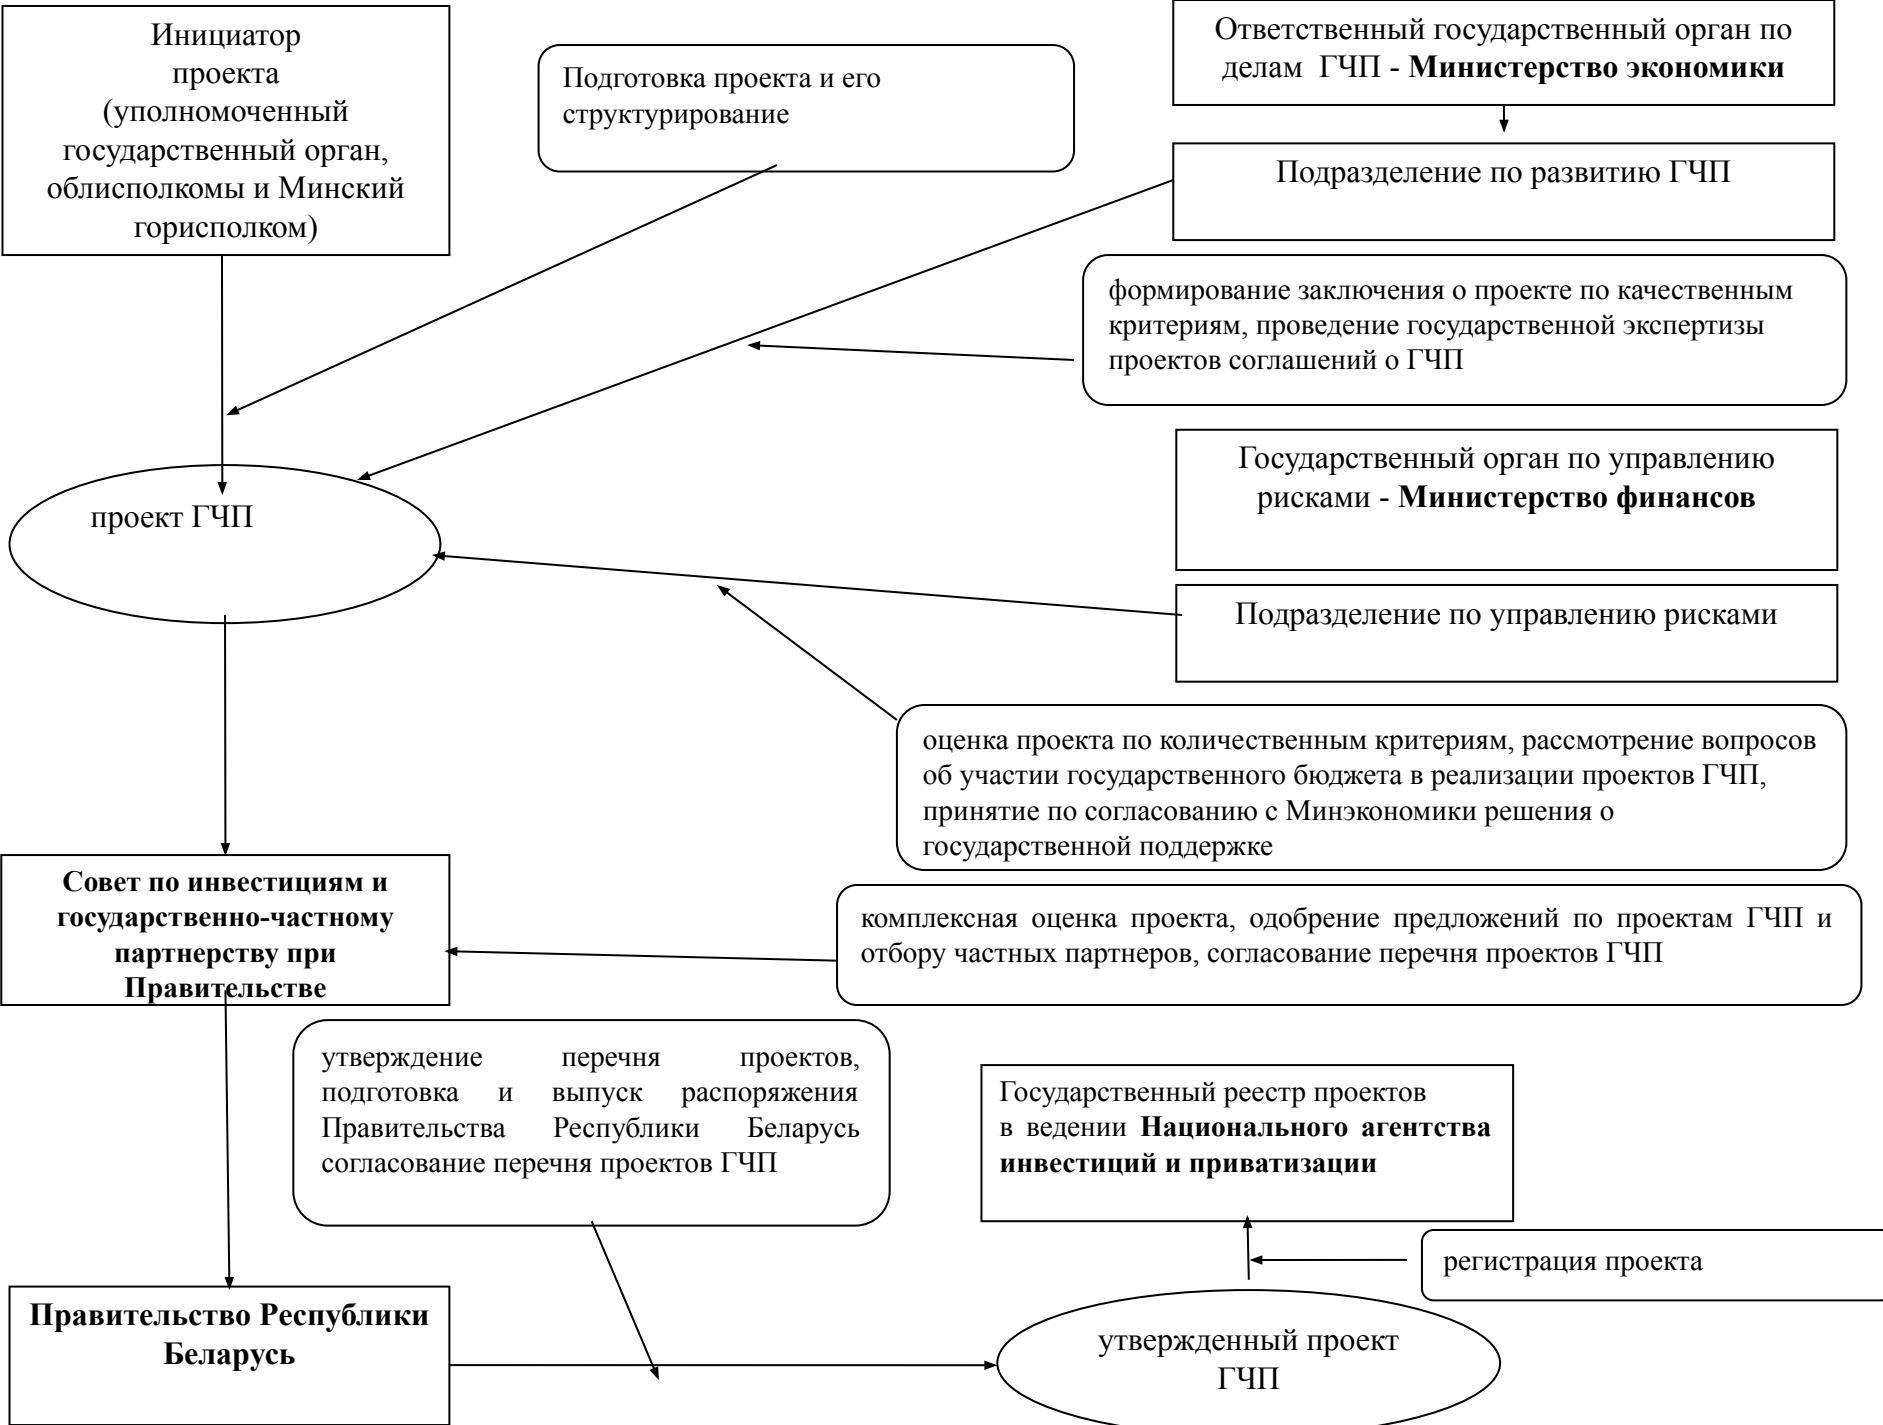 Инициатор
проекта
(уполномоченный
государственный орган,
облисполкомы и Минский
горисполком)
Подготовка проекта и его
структурирование
Ответственный государственный орган по
делам ГЧП - Министерство экономики
Подразделение по развитию ГЧП
формирование заключения о проекте по качественным
критериям, проведение государственной экспертизы
проектов соглашений о ГЧП
Государственный орган по управлению
рисками - Министерство финансов
проект ГЧП
Подразделение по управлению рисками
оценка проекта по количественным критериям, рассмотрение вопросов
об участии государственного бюджета в реализации проектов ГЧП,
принятие по согласованию с Минэкономики решения о
государственной поддержке
Совет по инвестициям и
государственно-частному
партнерству при
Правительстве
комплексная оценка проекта, одобрение предложений по проектам ГЧП и
отбору частных партнеров, согласование перечня проектов ГЧП
утверждение перечня проектов,
подготовка и выпуск распоряжения
Правительства Республики Беларусь
согласование перечня проектов ГЧП
Государственный реестр проектов
в ведении Национального агентства
инвестиций и приватизации
регистрация проекта
Правительство Республики
Беларусь
утвержденный проект
ГЧП